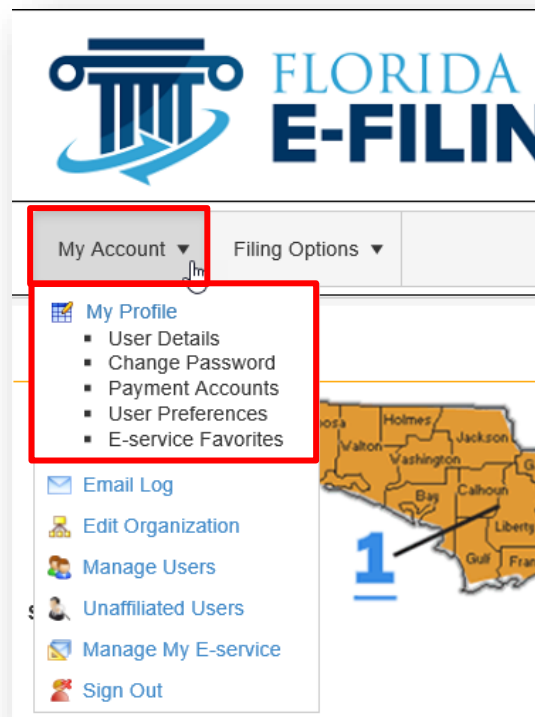 FLORIDA
E-FILIN
My Account ▼ Filing Options ▼
My Profile
▪ User Details
▪ Change Password
▪ Payment Accounts
▪ User Preferences
▪ E-service Favorites
Email Log
Edit Organization
Manage Users
Unaffiliated Users
Manage My E-service
Sign Out
osa
Holmes
Walton
Jackson
Washington
G
Bay
Calhoun
Liberty
Gulf
Fran
1